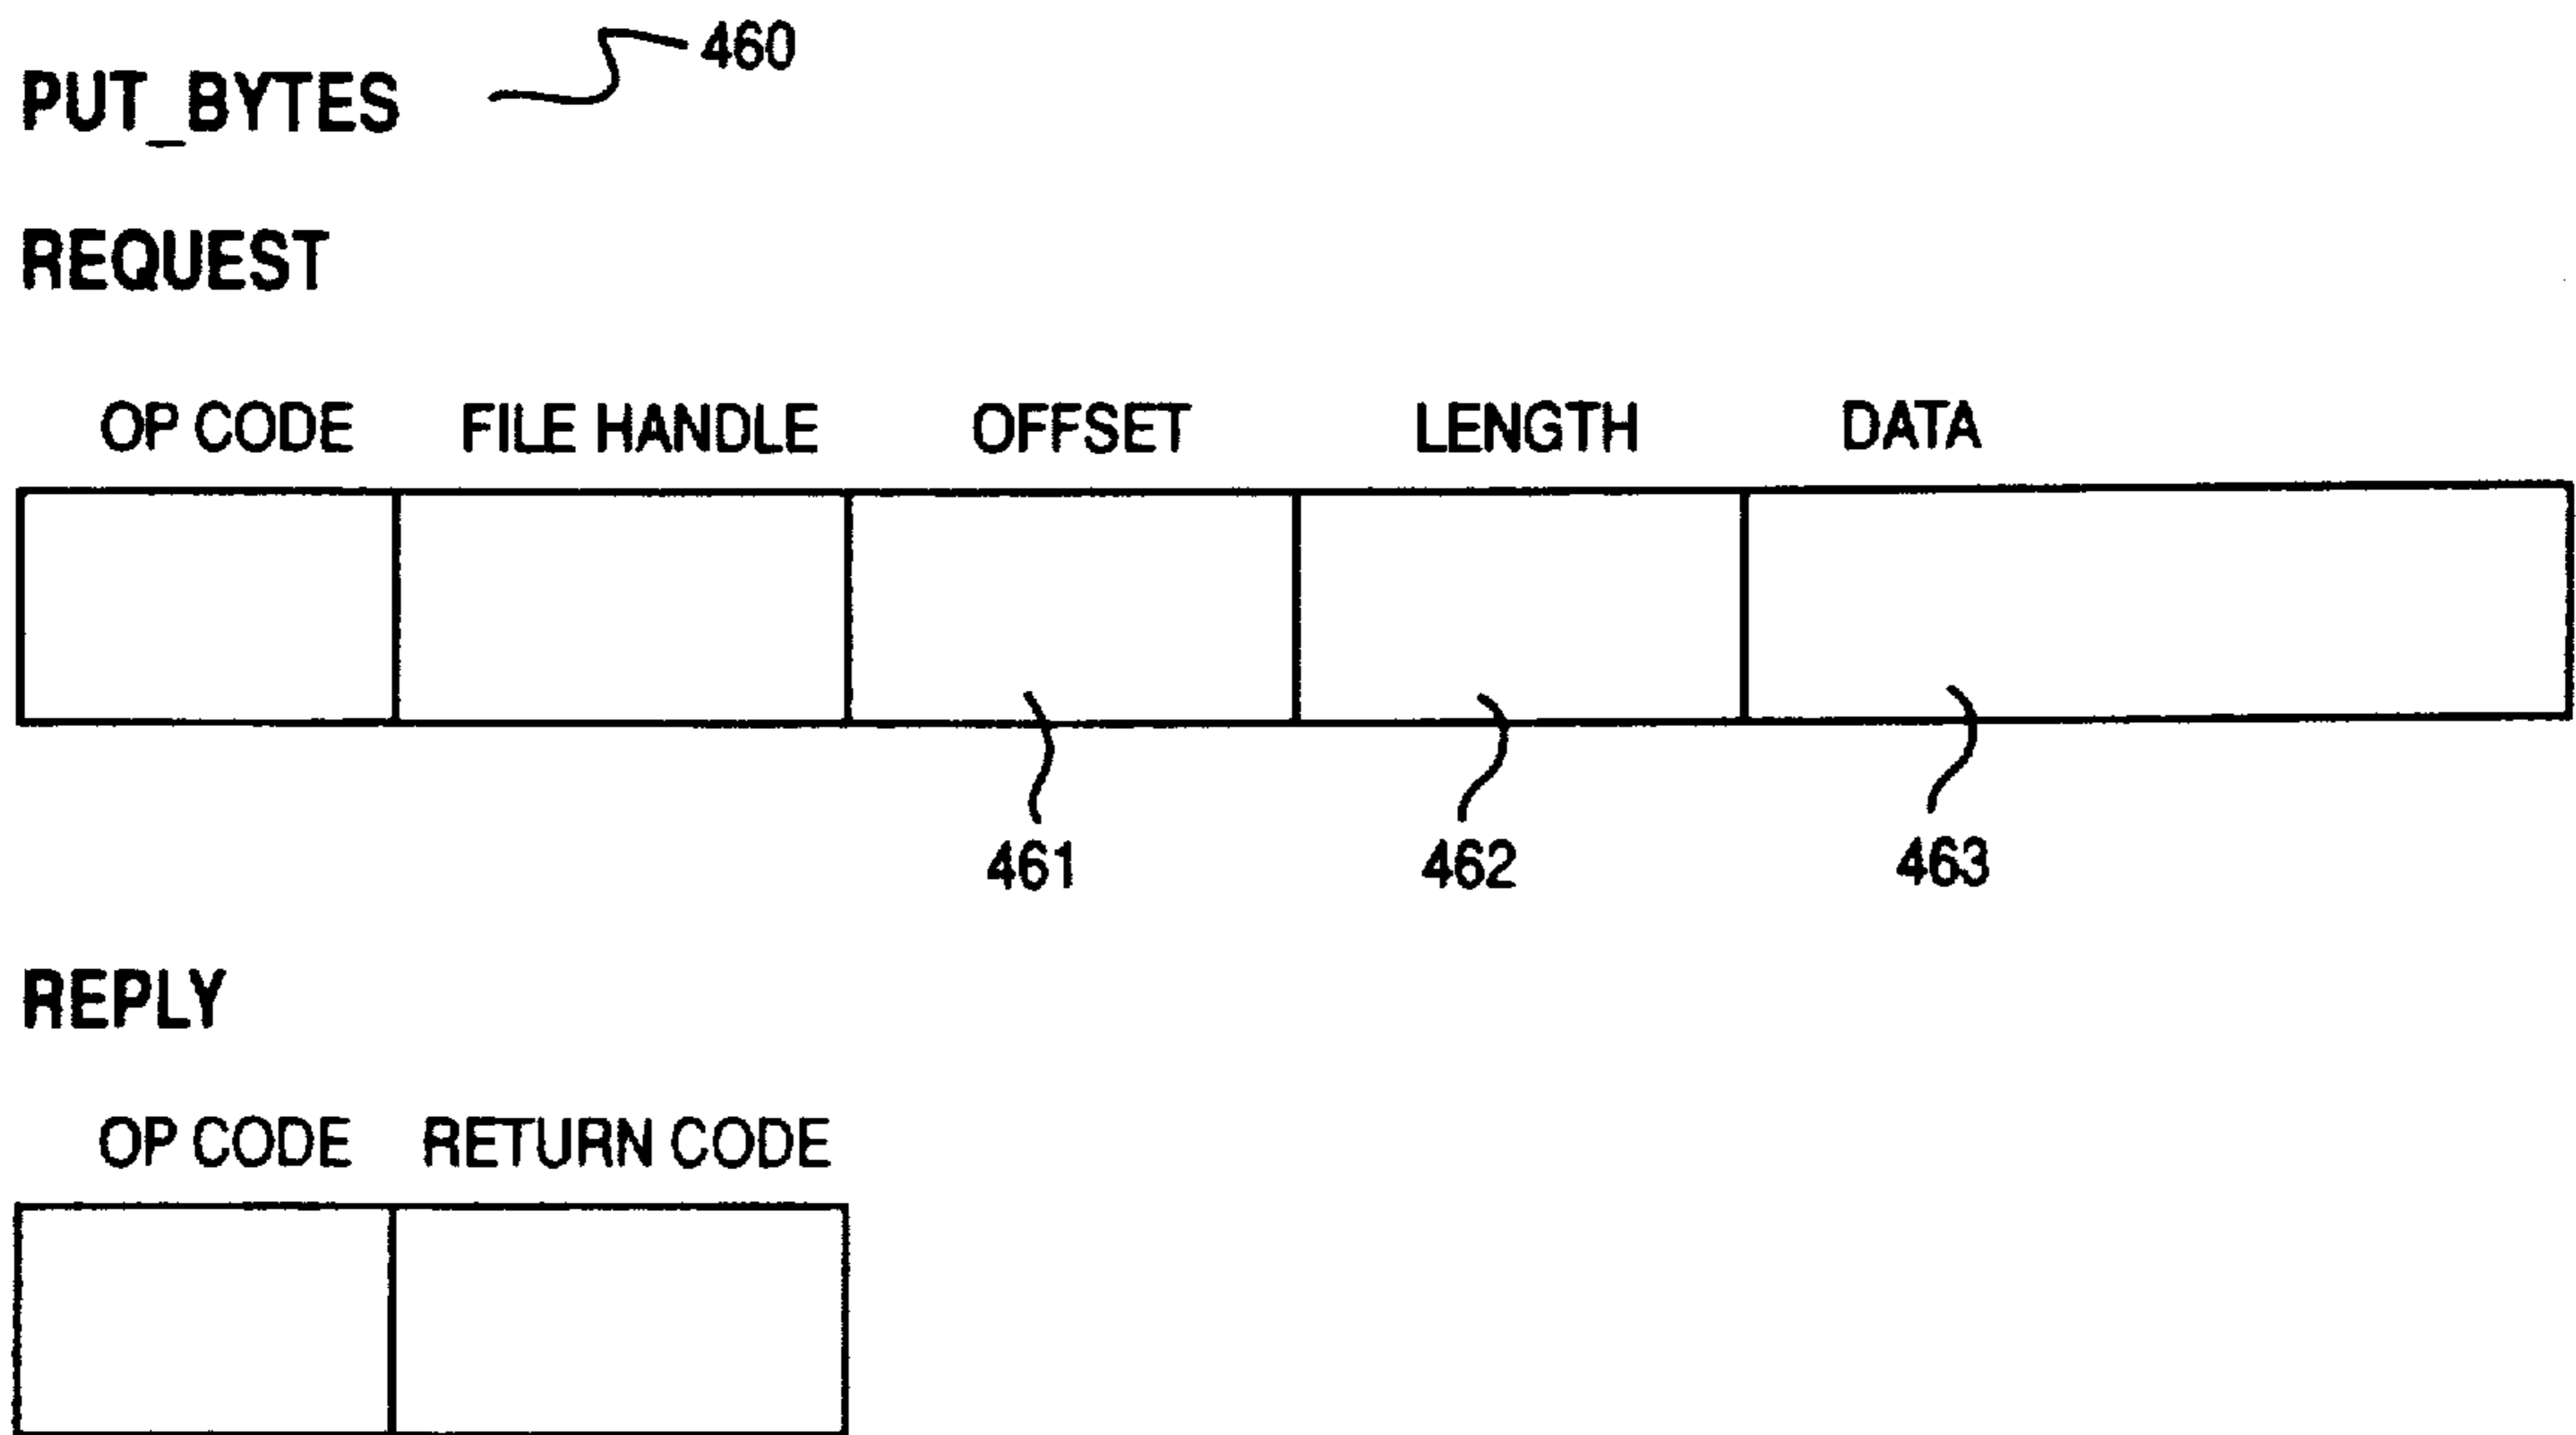 460
PUT_BYTES
REQUEST
OP CODE FILE HANDLE OFFSET LENGTH DATA
461 462 463
REPLY
OP CODE RETURN CODE